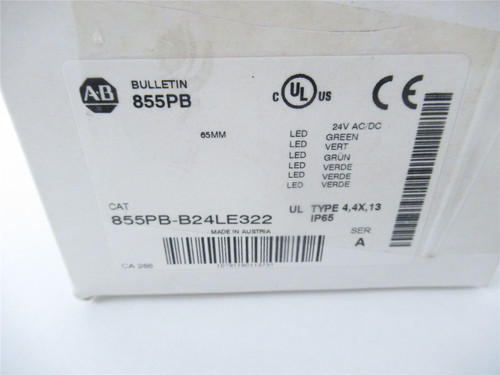 AB
BULLETIN
855PB
C UL US
CE
65MM
LED 24V AC/DC
LED GREEN
LED VERT
LED GRÜN
LED VERDE
LED VERDE
VERDE
CAT
855PB-B24LE322
UL TYPE 4,4X,13
IP65
MADE IN AUSTRIA
SER
A
CA 266